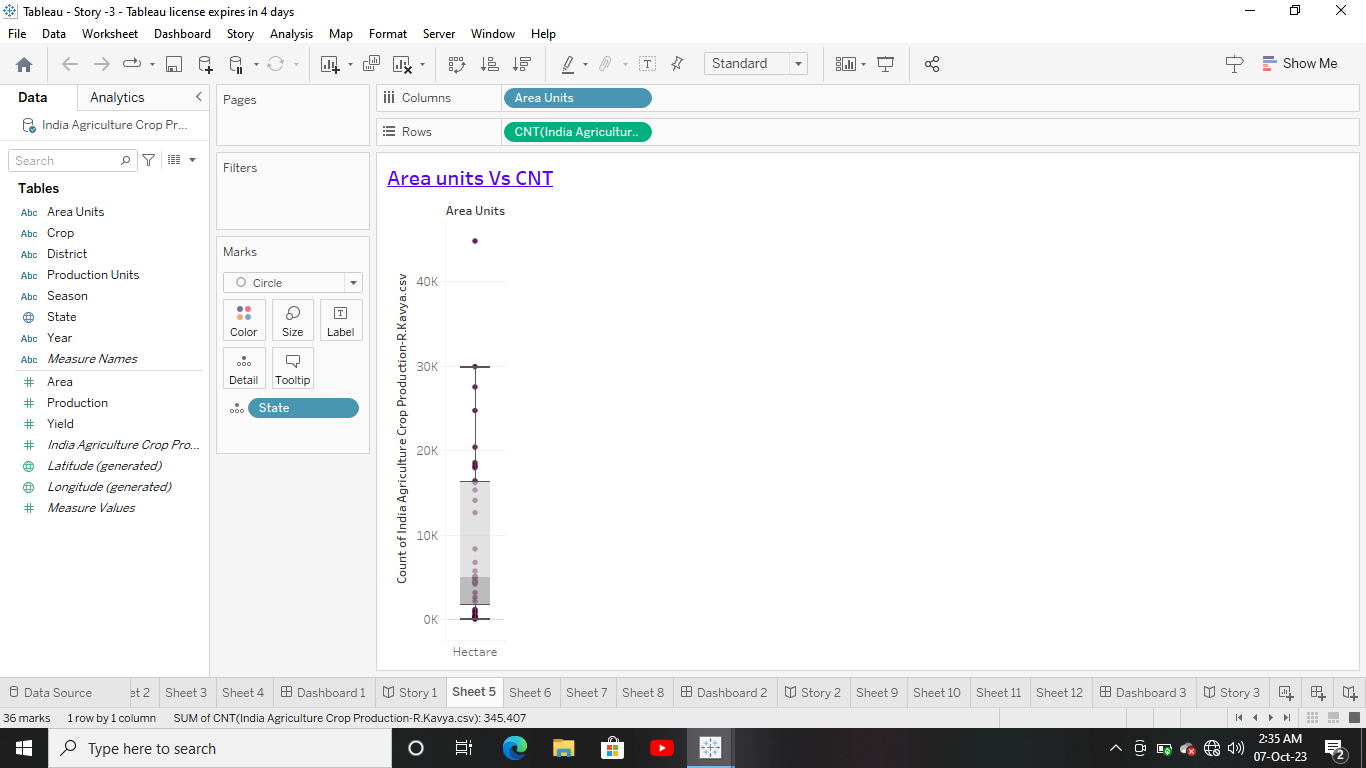 Tableau - Story -3 - Tableau license expires in 4 days
File Data Worksheet Dashboard Story Analysis Map Format Server Window Help
Standard
Show Me
Data Analytics
India Agriculture Crop Pr...
Search
Tables
Abc Area Units
Abc Crop
Abc District
Abc Production Units
Abc Season
State
Abc Year
Abc Measure Names
Area
Production
Yield
India Agriculture Crop Pro...
Latitude (generated)
Longitude (generated)
Measure Values
Pages
Filters
Marks
Circle
Color Size Label
Detail Tooltip
State
Columns Area Units
Rows CNT(India Agricultur..
Area units Vs CNT
Area Units
Count of India Agriculture Crop Production-R.Kavya.csv
40K
30K
20K
10K
0K
Hectare
Data Source et 2 Sheet 3 Sheet 4 Dashboard 1 Story 1 Sheet 5 Sheet 6 Sheet 7 Sheet 8 Dashboard 2 Story 2 Sheet 9 Sheet 10 Sheet 11 Sheet 12 Dashboard 3 Story 3
36 marks 1 row by 1 column SUM of CNT(India Agriculture Crop Production-R.Kavya.csv): 345,407
Type here to search
2:35 AM
07-Oct-23
2